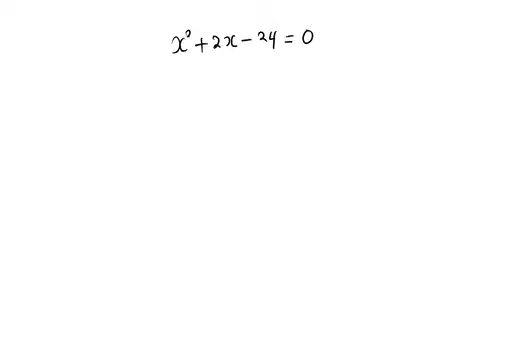 x² + 2x - 24 = 0